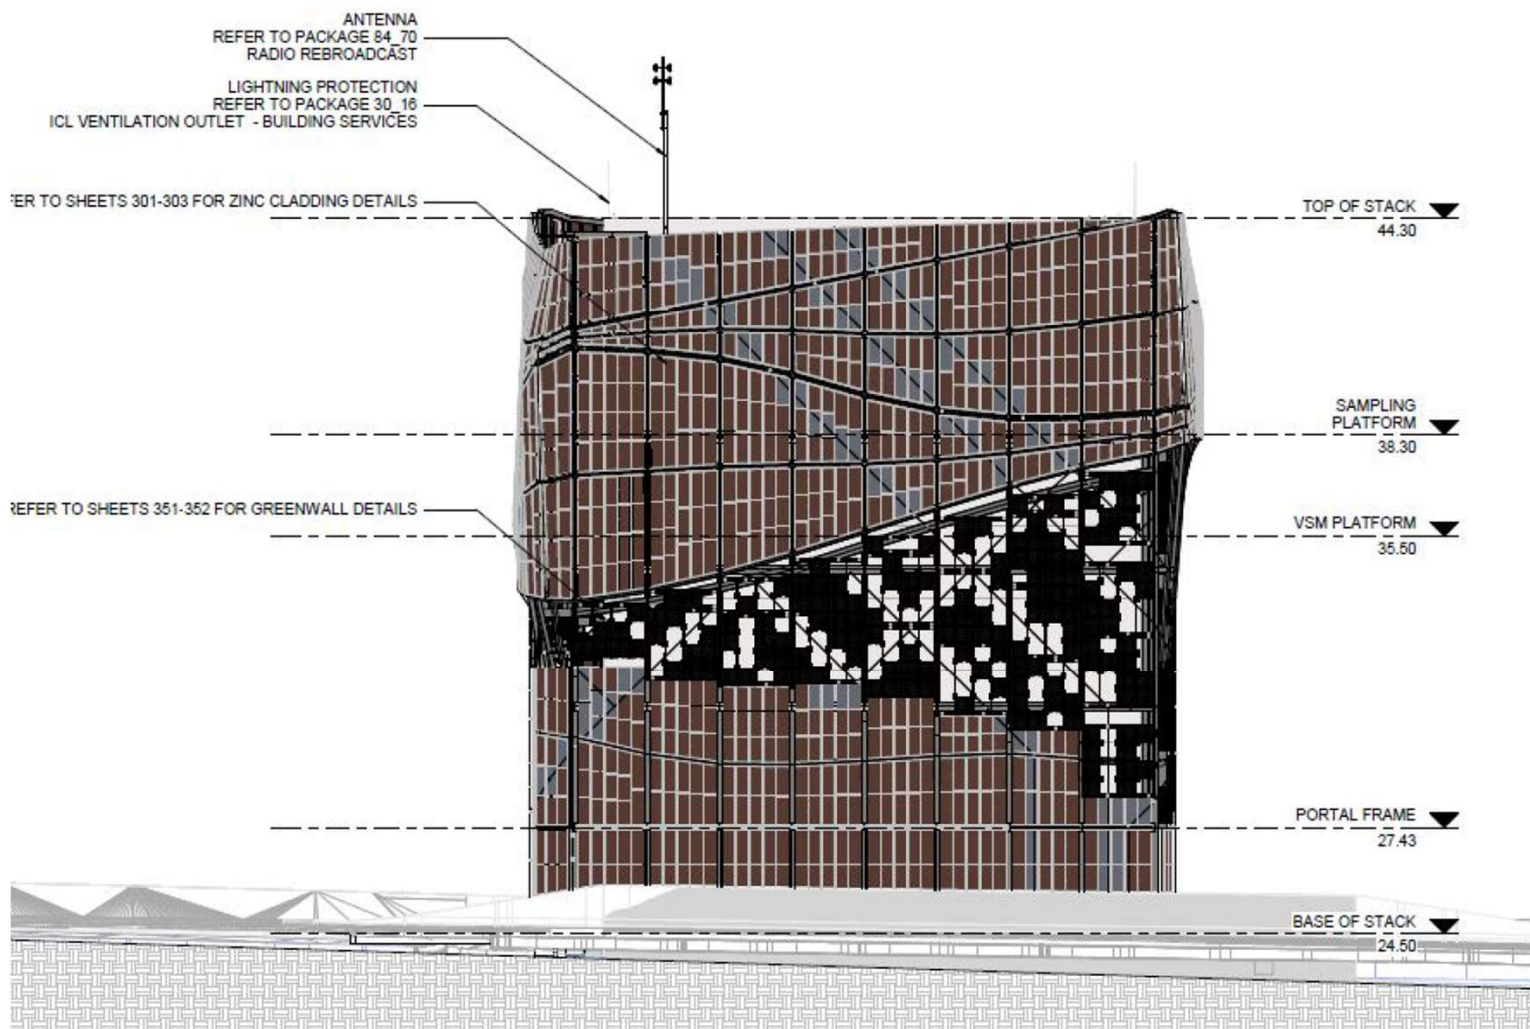 ANTENNA
REFER TO PACKAGE 84_70
RADIO REBROADCAST
LIGHTNING PROTECTION
REFER TO PACKAGE 30_16
ICL VENTILATION OUTLET - BUILDING SERVICES
FER TO SHEETS 301-303 FOR ZINC CLADDING DETAILS
TOP OF STACK
44.30
SAMPLING
PLATFORM
38.30
REFER TO SHEETS 351-352 FOR GREENWALL DETAILS
VSM PLATFORM
35.50
PORTAL FRAME
27.43
BASE OF STACK
24.50